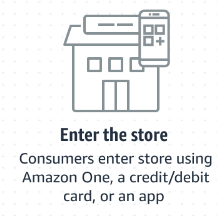 Enter the store
Consumers enter store using
Amazon One, a credit/debit
card, or an app